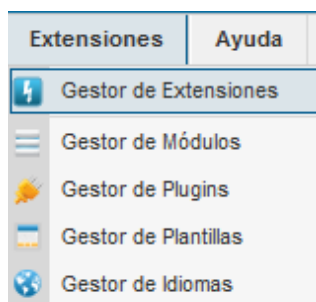 Extensiones Ayuda
Gestor de Extensiones
Gestor de Módulos
Gestor de Plugins
Gestor de Plantillas
Gestor de Idiomas